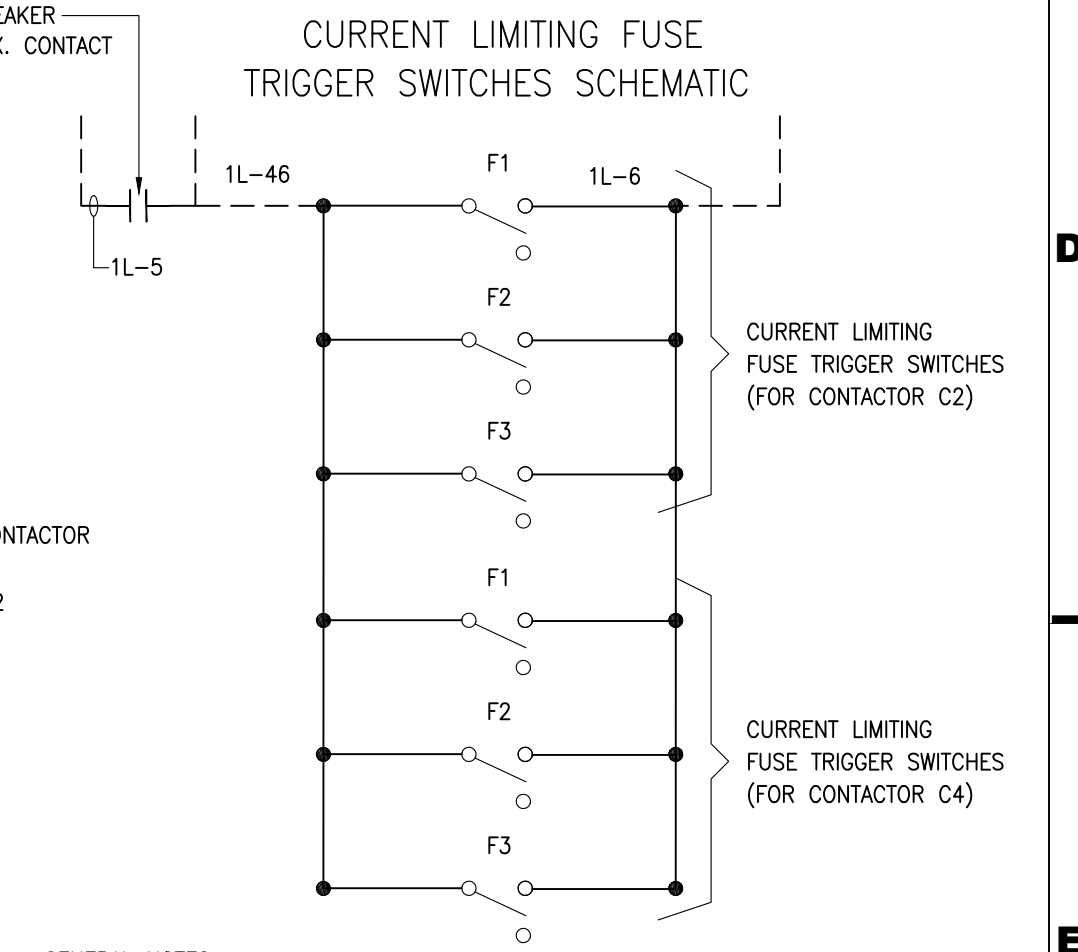 CURRENT LIMITING FUSE
TRIGGER SWITCHES SCHEMATIC
CONTACT
1L-46
F1
1L-6
1L-5
D
F2
CURRENT LIMITING
FUSE TRIGGER SWITCHES
(FOR CONTACTOR C2)
F3
F1
F2
CURRENT LIMITING
FUSE TRIGGER SWITCHES
(FOR CONTACTOR C4)
F3
E